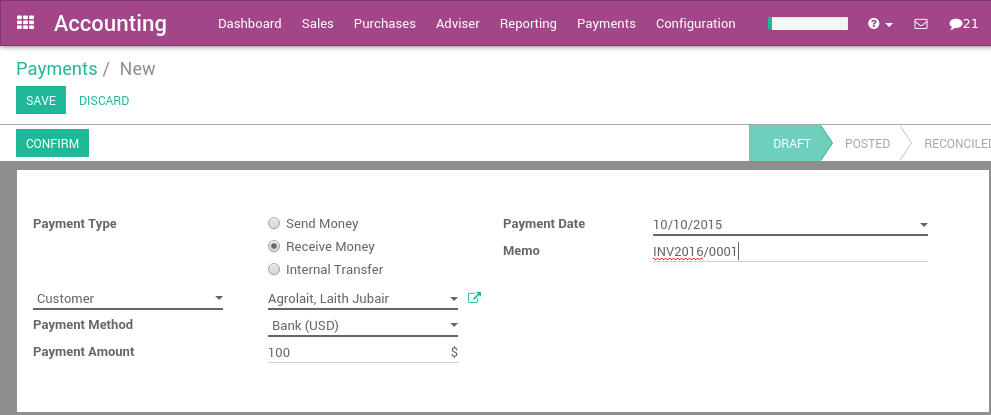 Accounting Dashboard Sales Purchases Adviser Reporting Payments Configuration ? 21
Payments / New
SAVE DISCARD
CONFIRM DRAFT POSTED RECONCILED
Payment Type Send Money Payment Date 10/10/2015
Receive Money
Memo INV2016/0001
Internal Transfer
Customer Agrolait, Laith Jubair
Payment Method Bank (USD)
Payment Amount 100 $